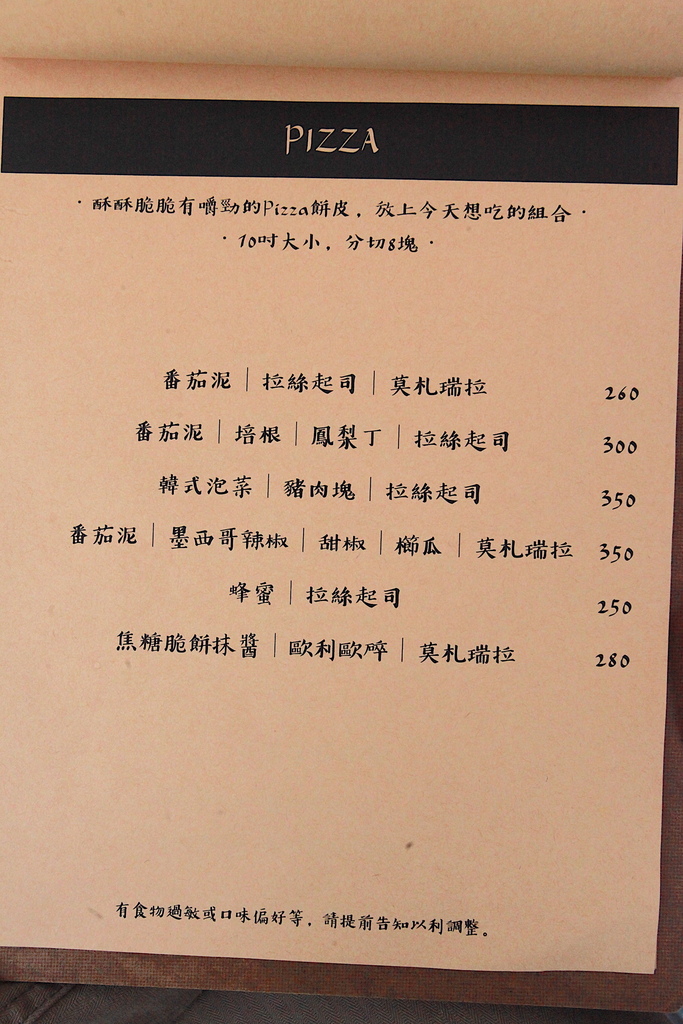 PIZZA
·酥酥脆脆有嚼勁的Pizza餅皮，放上今天想吃的組合·
·10吋大小，分切8塊·
番茄泥｜拉絲起司｜莫札瑞拉 260
番茄泥｜培根｜鳳梨丁｜拉絲起司 300
韓式泡菜｜豬肉塊｜拉絲起司 350
番茄泥｜墨西哥辣椒｜甜椒｜櫛瓜｜莫札瑞拉 350
蜂蜜｜拉絲起司 250
焦糖脆餅抹醬｜歐利歐啐｜莫札瑞拉 280
有食物過敏或口味偏好等，請提前告知以利調整。